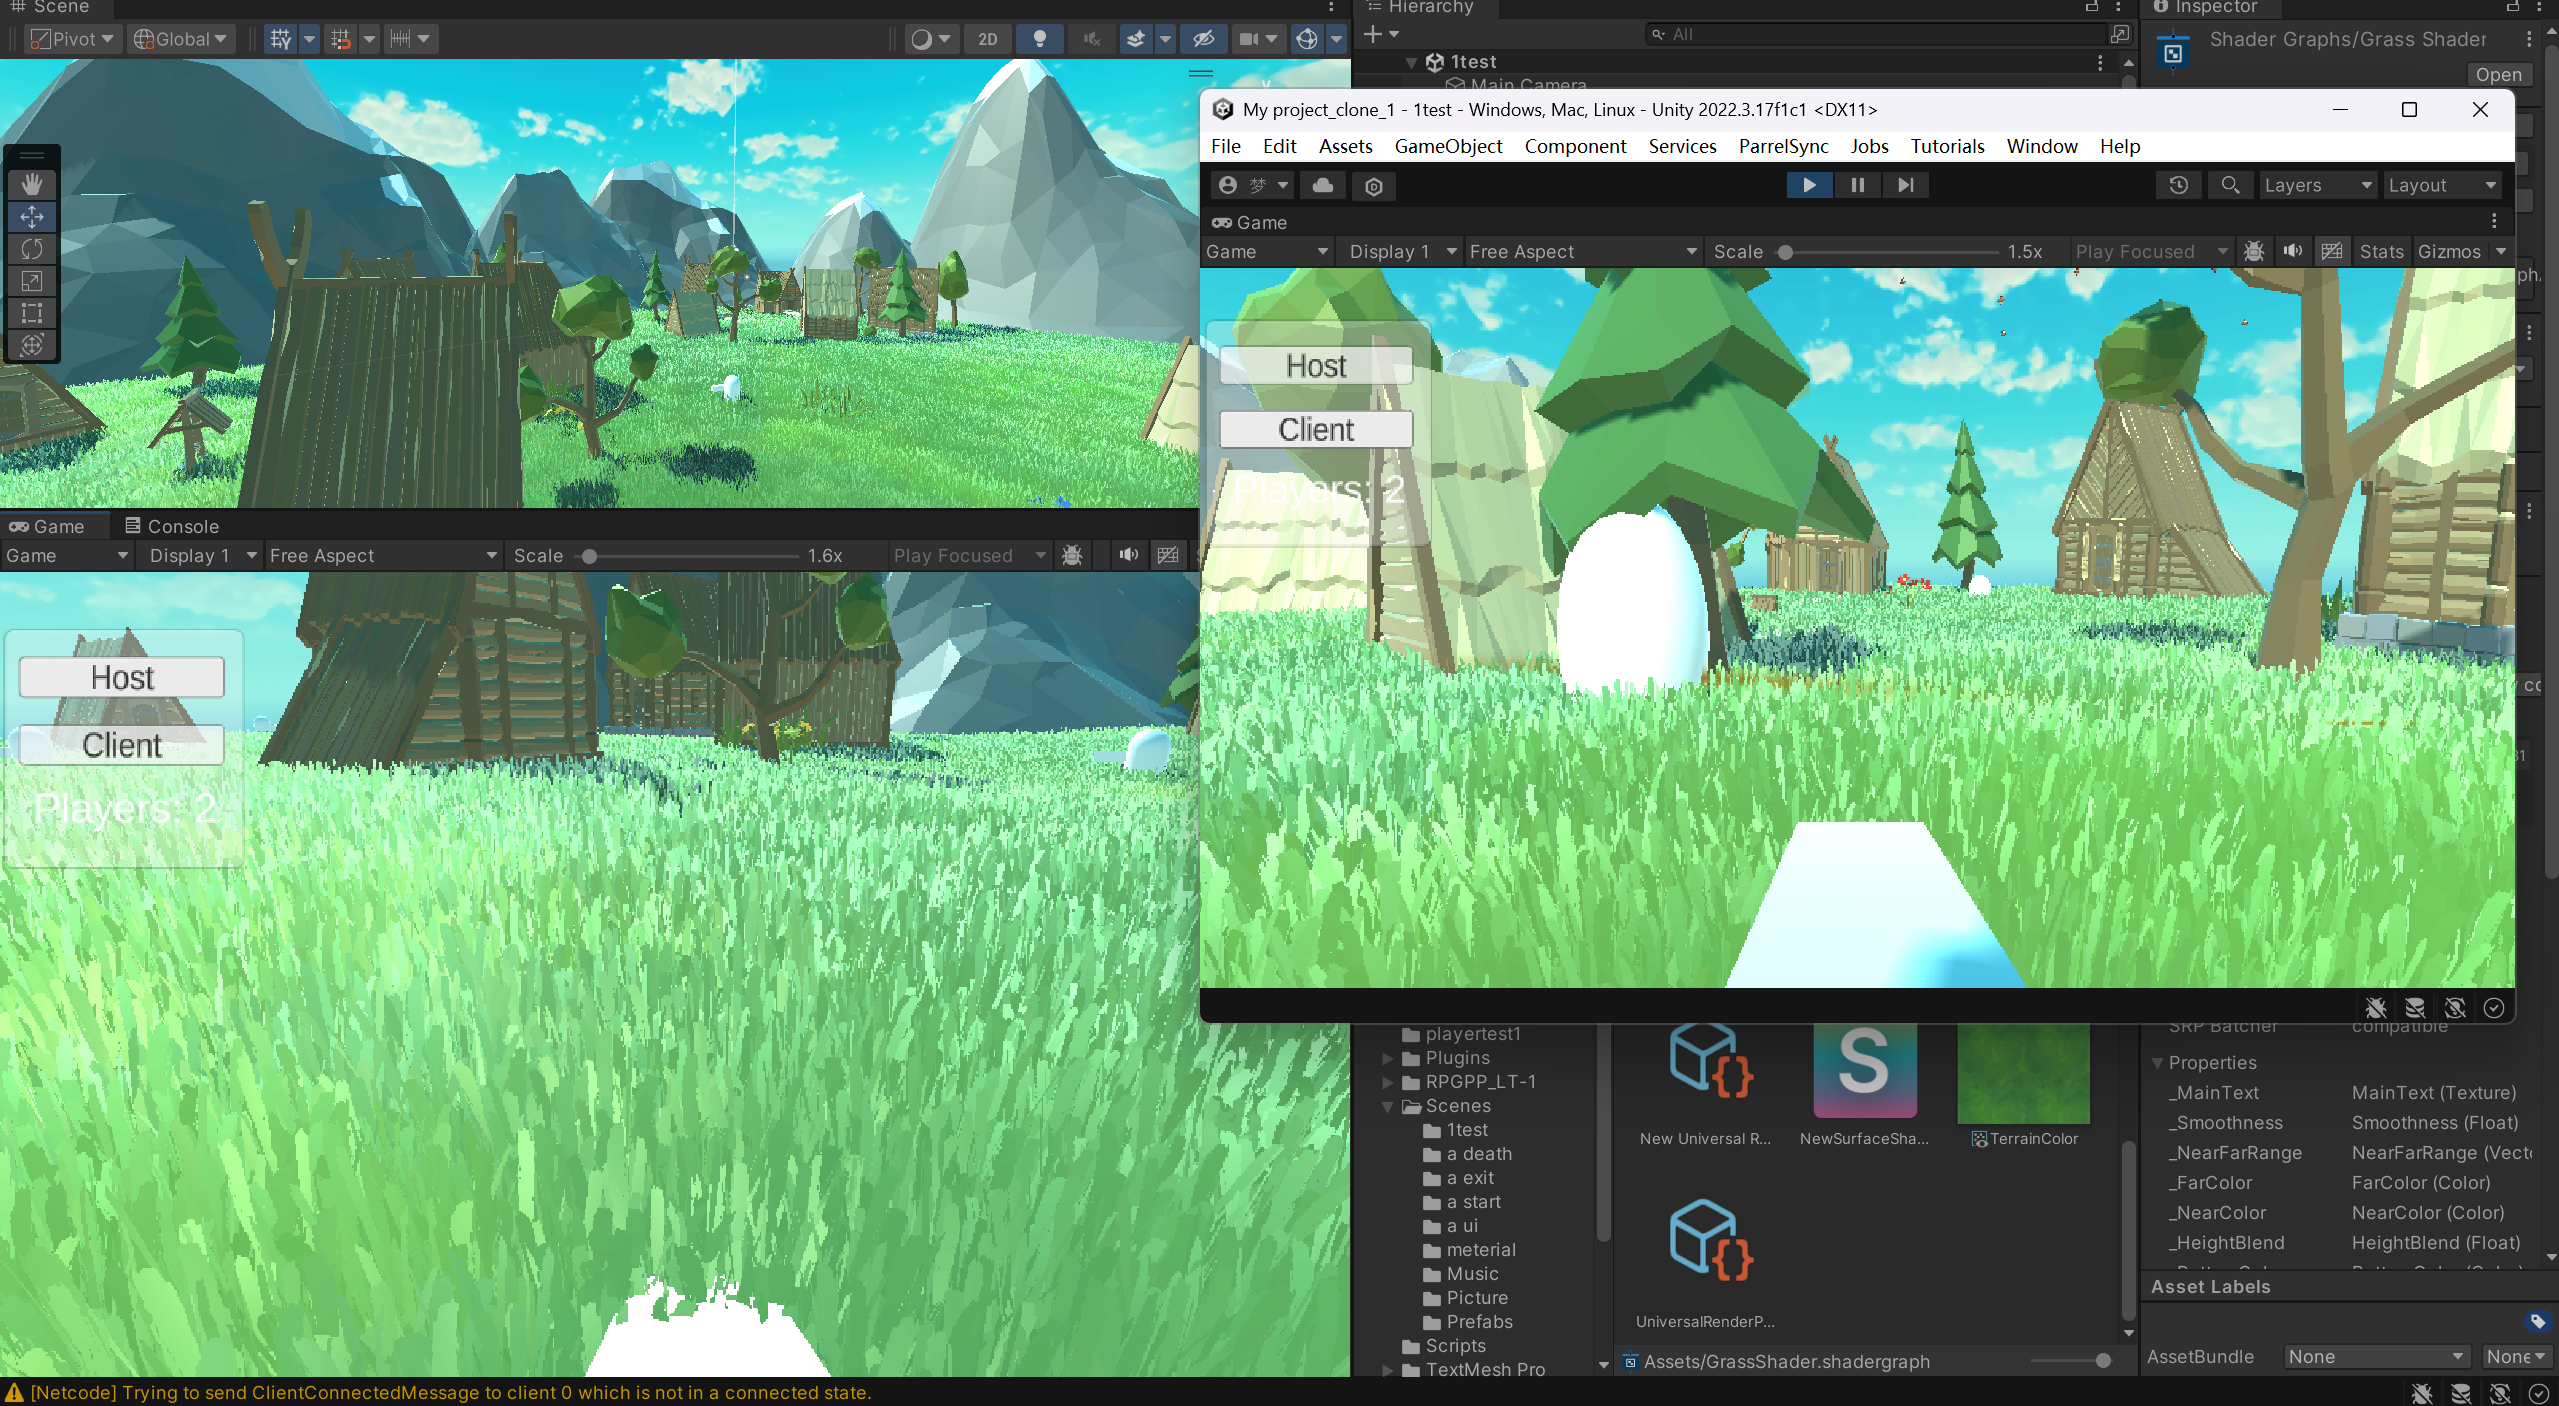 Scene
Pivot
Global
2D
Game
Console
Game
Display 1
Free Aspect
Scale
1.6x
Play Focused
Host
Client
Players: 2
[Netcode] Trying to send ClientConnectedMessage to client 0 which is not in a connected state.
Hierarchy
All
1test
Main Camera
Inspector
Shader Graphs/Grass Shader
Open
My project_clone_1 - 1test - Windows, Mac, Linux - Unity 2022.3.17f1c1 <DX11>
File Edit Assets GameObject Component Services ParrelSync Jobs Tutorials Window Help
梦
Layers
Layout
Game
Game
Display 1
Free Aspect
Scale
1.5x
Play Focused
Stats
Gizmos
Host
Client
Players: 2
playertest1
Plugins
RPGPP_LT-1
Scenes
1test
a death
a exit
a start
a ui
meterial
Music
Picture
Prefabs
Scripts
TextMesh Pro
New Universal R...
NewSurfaceSha...
TerrainColor
UniversalRenderP...
Assets/GrassShader.shadergraph
SRP Batcher compatible
Properties
_MainText MainText (Texture)
_Smoothness Smoothness (Float)
_NearFarRange NearFarRange (Vect
_FarColor FarColor (Color)
_NearColor NearColor (Color)
_HeightBlend HeightBlend (Float)
Asset Labels
AssetBundle
None
None